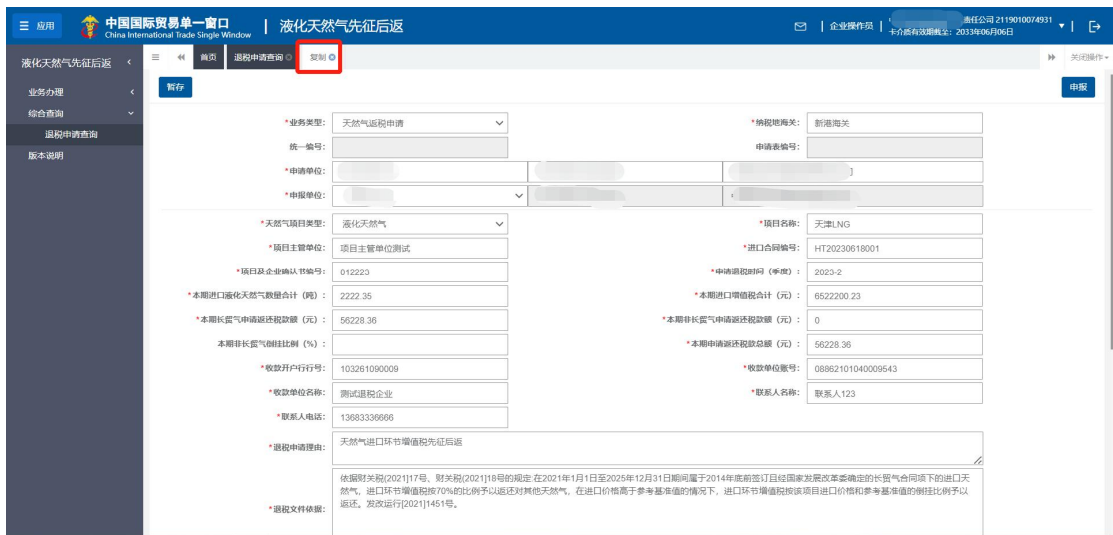 应用
中国国际贸易单一窗口
China International Trade Single Window
液化天然气先征后返
企业操作员
责任公司 2119010074931
卡介质有效期截至：2033年06月06日
液化天然气先征后返
首页
退税申请查询
复制
关闭操作
业务办理
综合查询
退税申请查询
版本说明
暂存
申报
*业务类型：
天然气返税申请
*纳税地海关：
新港海关
统一编号：
申请表编号：
*申请单位：
*申报单位：
*天然气项目类型：
液化天然气
*项目名称：
天津LNG
*项目主管单位：
项目主管单位测试
*进口合同编号：
HT20230618001
*项目及企业确认书编号：
012223
*申请退税时间（季度）：
2023-2
*本期进口液化天然气数量合计（吨）：
2222.35
*本期进口增值税合计（元）：
6522200.23
*本期长贸气申请返还税款额（元）：
56228.36
*本期非长贸气申请返还税款额（元）：
0
本期非长贸气倒挂比例（%）：
*本期申请返还税款总额（元）：
56228.36
*收款开户行行号：
103261090009
*收款单位账号：
08862101040009543
*收款单位名称：
测试退税企业
*联系人名称：
联系人123
*联系人电话：
13683336666
*退税申请理由：
天然气进口环节增值税先征后返
*退税文件依据：
依据财关税(2021]17号、财关税(2021]18号的规定:在2021年1月1日至2025年12月31日期间属于2014年底前签订且经国家发展改革委确定的长贸气合同项下的进口天
然气，进口环节增值税按70%的比例予以返还对其他天然气，在进口价格高于参考基准值的情况下，进口环节增值税按该项目进口价格和参考基准值的倒挂比例予以
返还。发改运行[2021]1451号。